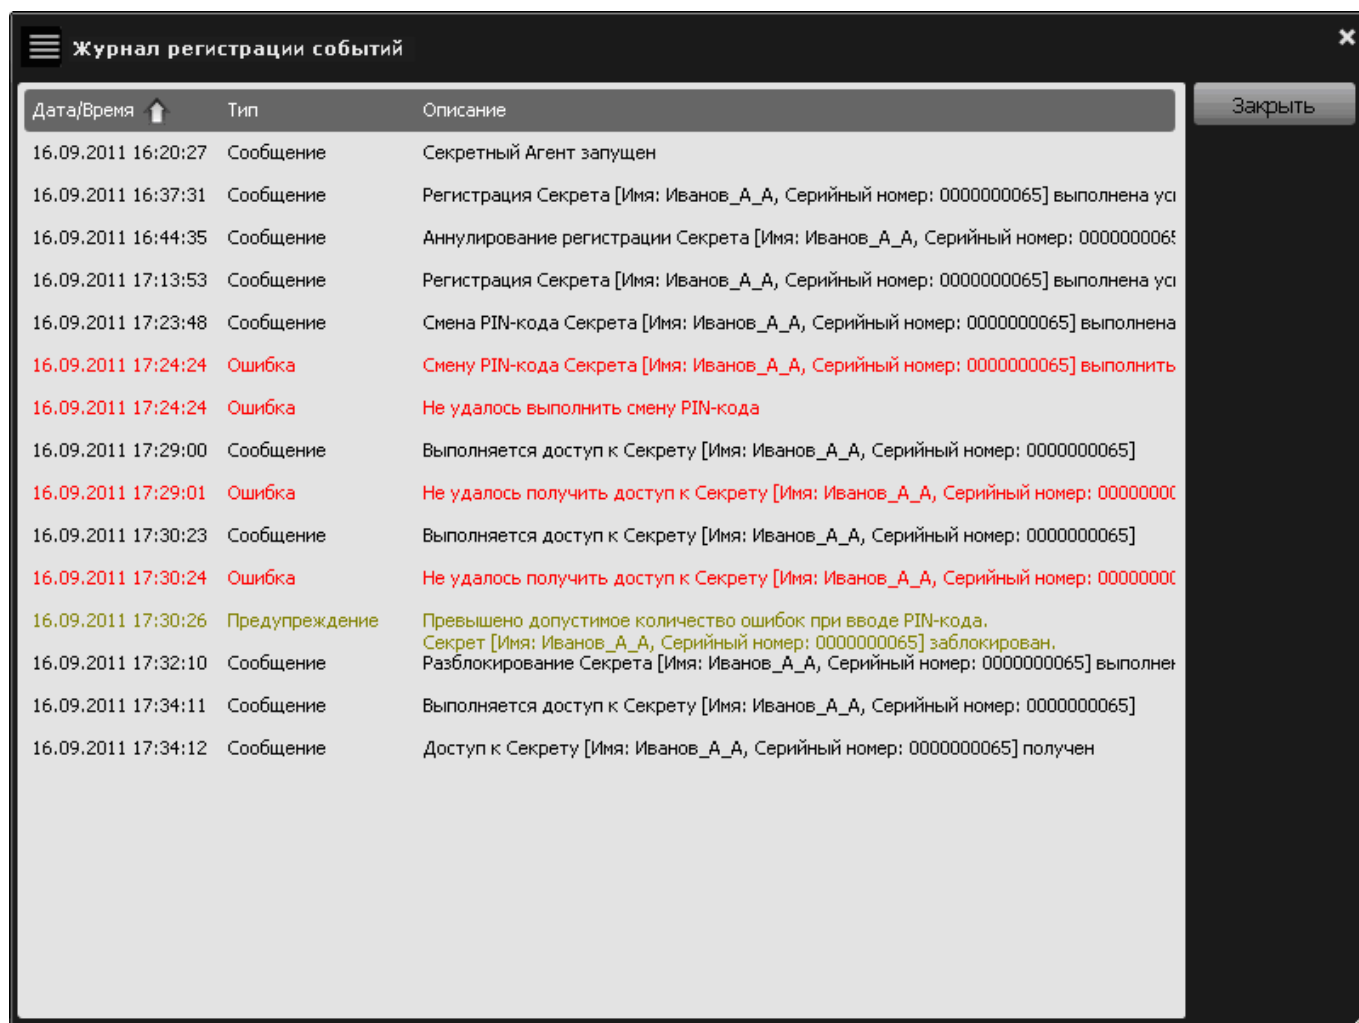 Журнал регистрации событий
Закрыть
Дата/Время Тип Описание
16.09.2011 16:20:27 Сообщение Секретный Агент запущен
16.09.2011 16:37:31 Сообщение Регистрация Секрета [Имя: Иванов_А_А, Серийный номер: 0000000065] выполнена
16.09.2011 16:44:35 Сообщение Аннулирование регистрации Секрета [Имя: Иванов_А_А, Серийный номер: 0000000065
16.09.2011 17:13:53 Сообщение Регистрация Секрета [Имя: Иванов_А_А, Серийный номер: 0000000065] выполнена
16.09.2011 17:23:48 Сообщение Смена PIN-кода Секрета [Имя: Иванов_А_А, Серийный номер: 0000000065] выполнена
16.09.2011 17:24:24 Ошибка Смену PIN-кода Секрета [Имя: Иванов_А_А, Серийный номер: 0000000065] выполнить
16.09.2011 17:24:24 Ошибка Не удалось выполнить смену PIN-кода
16.09.2011 17:29:00 Сообщение Выполняется доступ к Секрету [Имя: Иванов_А_А, Серийный номер: 0000000065]
16.09.2011 17:29:01 Ошибка Не удалось получить доступ к Секрету [Имя: Иванов_А_А, Серийный номер: 00000000
16.09.2011 17:30:23 Сообщение Выполняется доступ к Секрету [Имя: Иванов_А_А, Серийный номер: 0000000065]
16.09.2011 17:30:24 Ошибка Не удалось получить доступ к Секрету [Имя: Иванов_А_А, Серийный номер: 00000000
16.09.2011 17:30:26 Предупреждение Превышено допустимое количество ошибок при вводе PIN-кода.
Секрет [Имя: Иванов_А_А, Серийный номер: 0000000065] заблокирован.
16.09.2011 17:32:10 Сообщение Разблокирование Секрета [Имя: Иванов_А_А, Серийный номер: 0000000065] выполнен
16.09.2011 17:34:11 Сообщение Выполняется доступ к Секрету [Имя: Иванов_А_А, Серийный номер: 0000000065]
16.09.2011 17:34:12 Сообщение Доступ к Секрету [Имя: Иванов_А_А, Серийный номер: 0000000065] получен